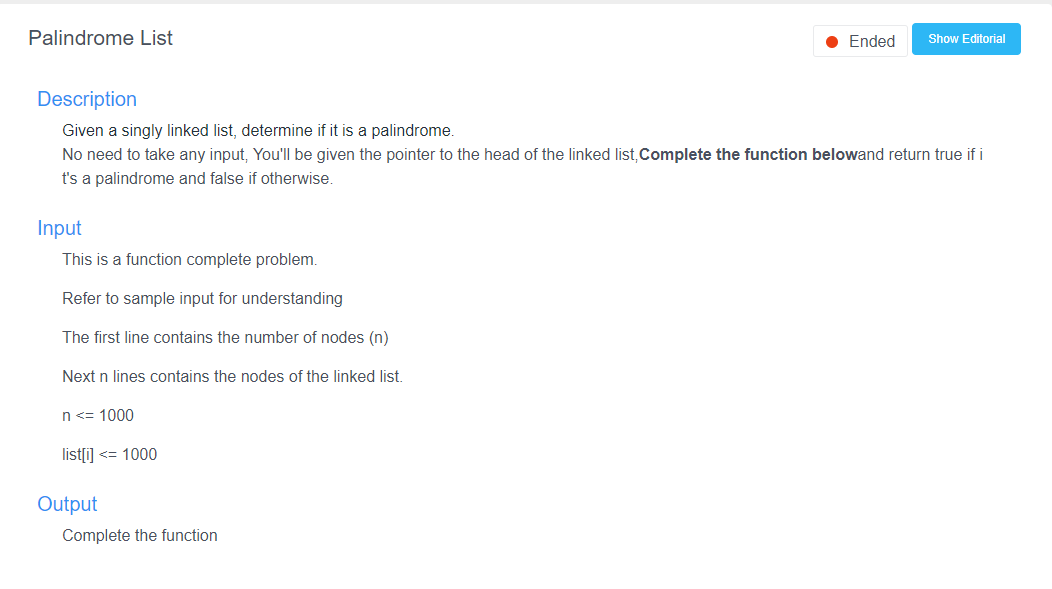 Palindrome List
Ended
Show Editorial
Description
Given a singly linked list, determine if it is a palindrome.
No need to take any input, You'll be given the pointer to the head of the linked list,Complete the function belowand return true if i
t's a palindrome and false if otherwise.
Input
This is a function complete problem.
Refer to sample input for understanding
The first line contains the number of nodes (n)
Next n lines contains the nodes of the linked list.
n <= 1000
list[i] <= 1000
Output
Complete the function